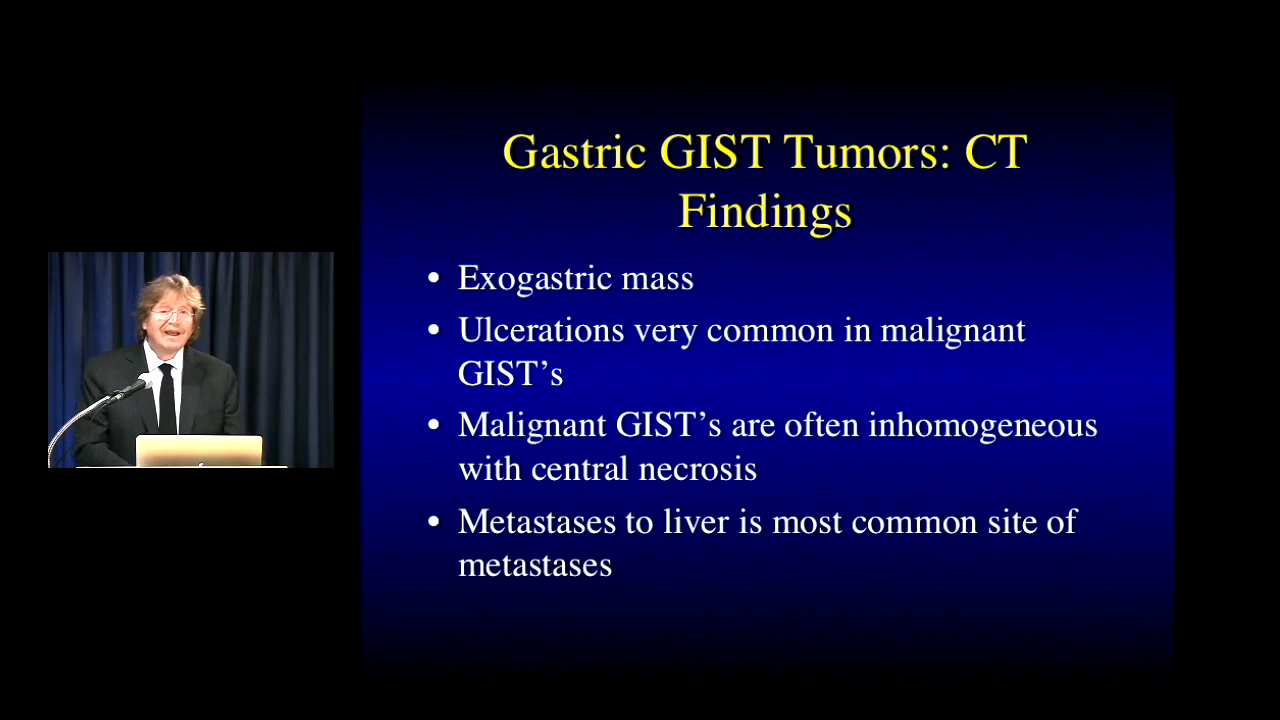 Gastric GIST Tumors: CT
Findings
• Exogastric mass
• Ulcerations very common in malignant
GIST’s
• Malignant GIST’s are often inhomogeneous
with central necrosis
• Metastases to liver is most common site of
metastases